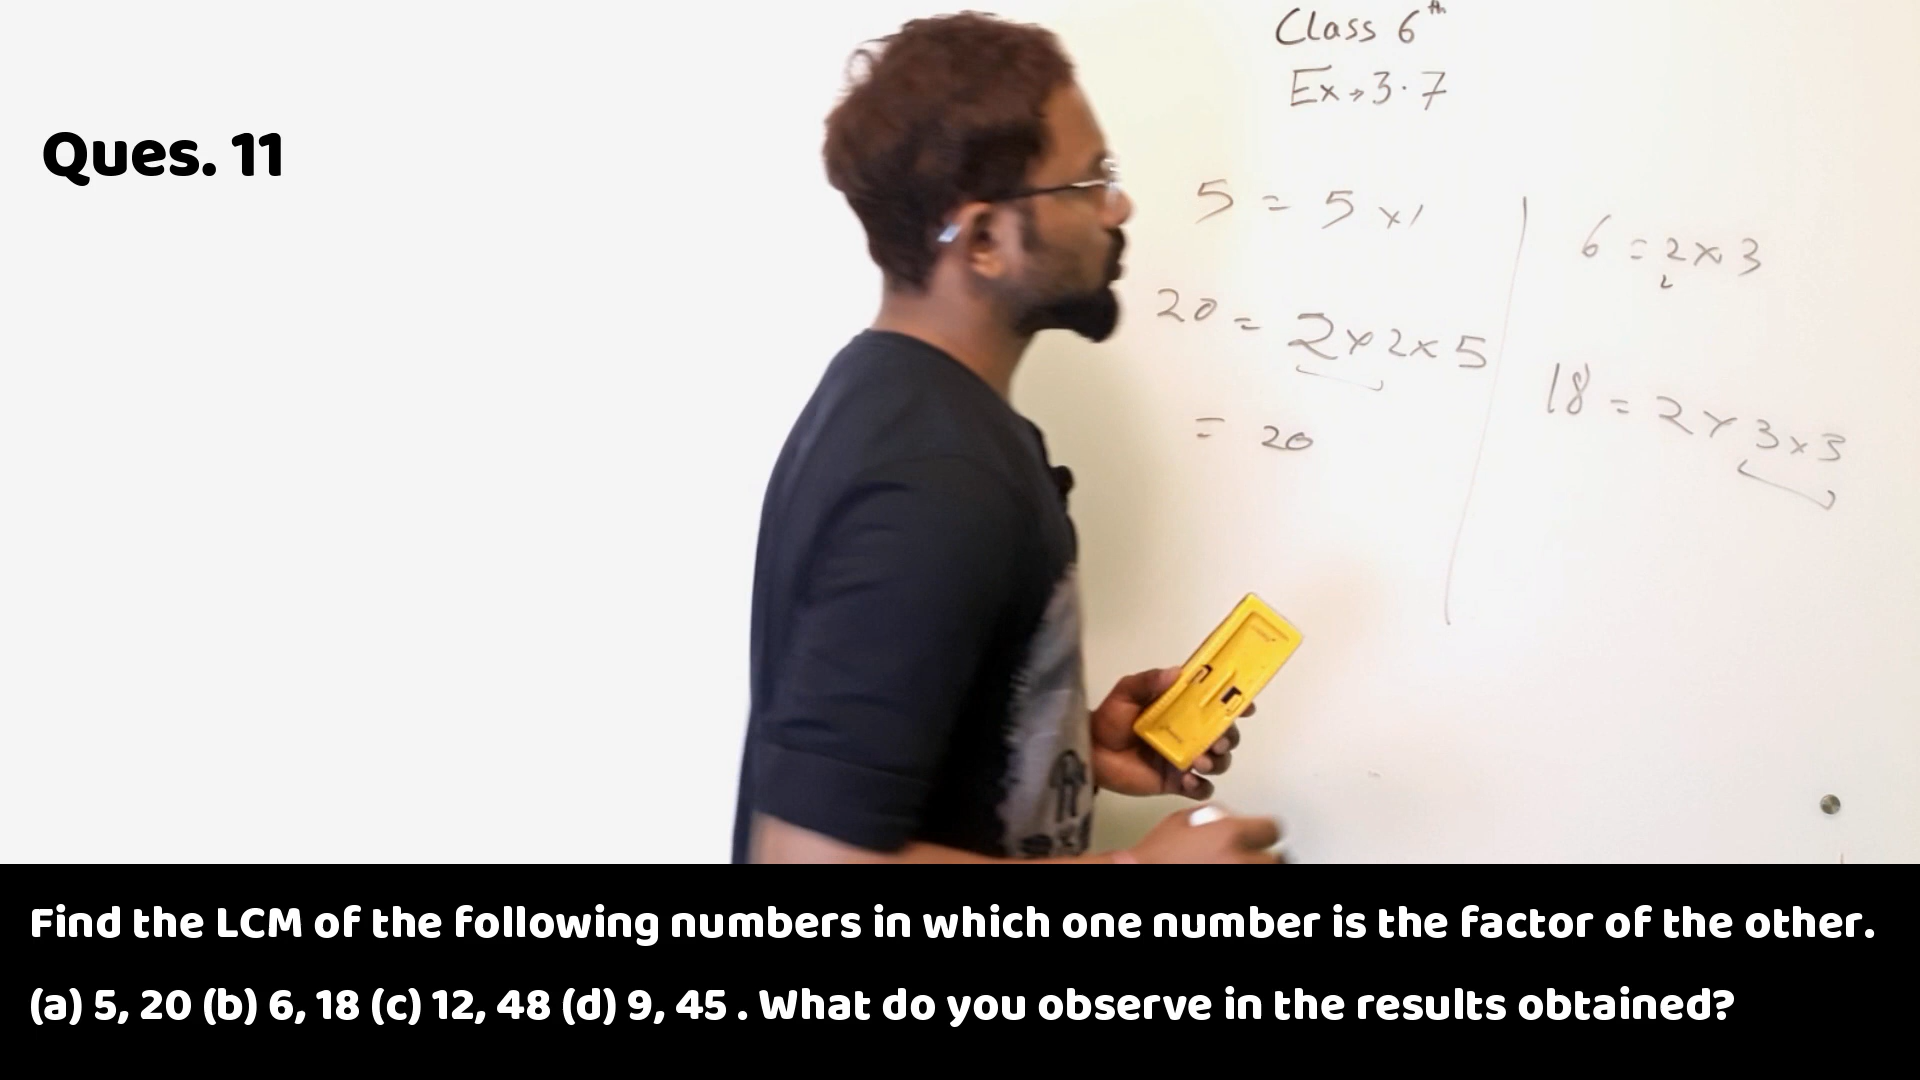 Class 6th
Ex→3.7
Ques. 11
5 = 5 x 1
20 = 2 x 2 x 5
= 20
6 = 2 x 3
18 = 2 x 3 x 3
Find the LCM of the following numbers in which one number is the factor of the other.
(a) 5, 20 (b) 6, 18 (c) 12, 48 (d) 9, 45 . What do you observe in the results obtained?